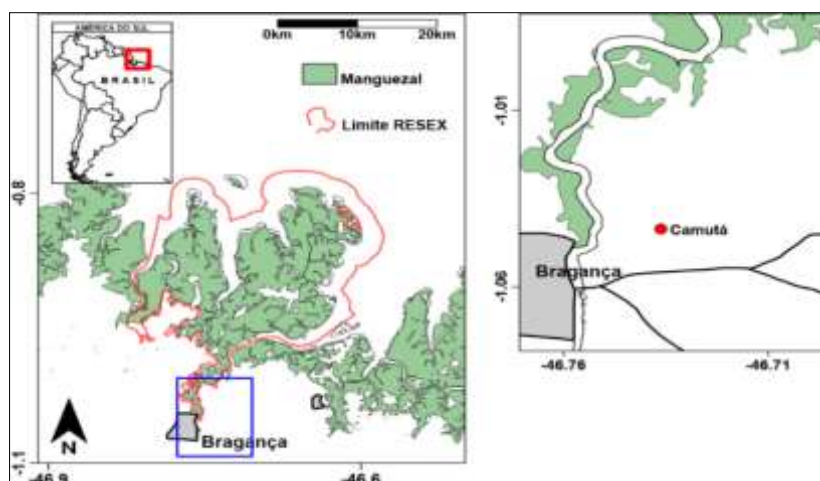 AMÉRICA DO SUL
BRASIL
0km 10km 20km
Manguezal
Limite RESEX
-0.8
Bragança
N
-1.1
-46.9 -46.6
-1.01
Camutá
Bragança
-1.06
-46.76 -46.71